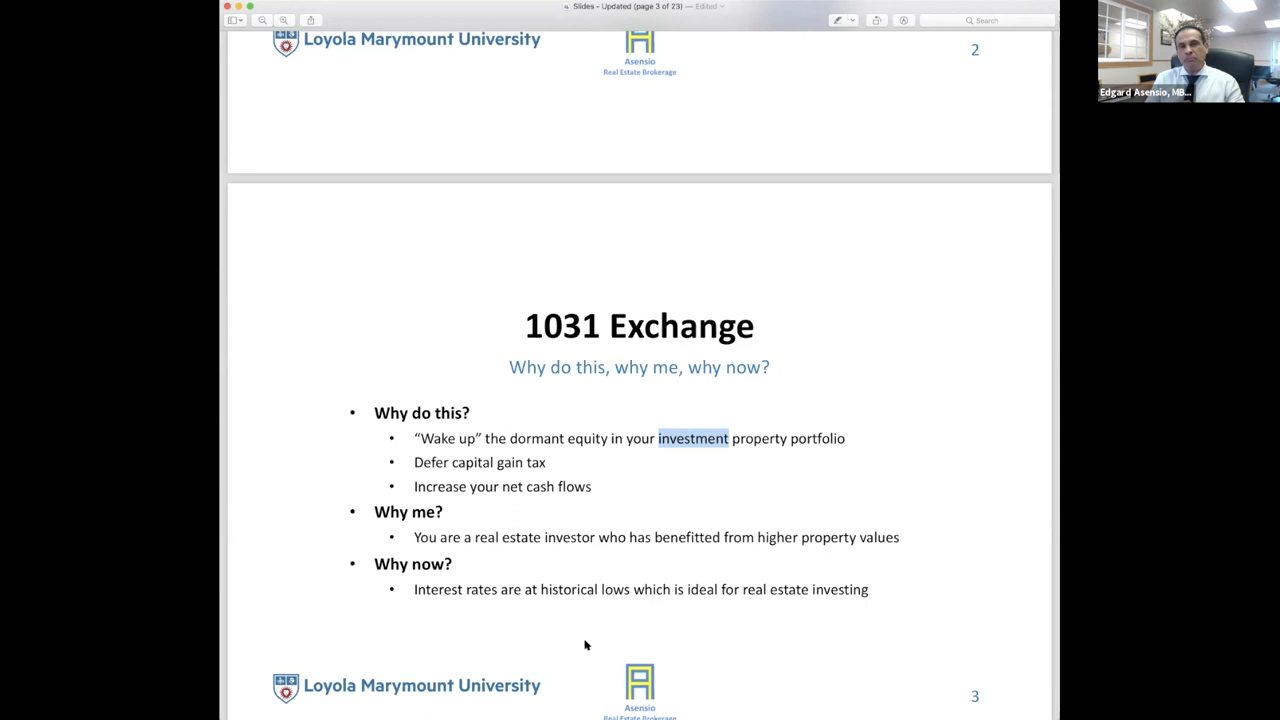 Slides - Updated (page 3 of 23) — Edited
Search
Loyola Marymount University
Asensio
Real Estate Brokerage
2
Edgard Asensio, MB...
1031 Exchange
Why do this, why me, why now?
• Why do this?
• “Wake up” the dormant equity in your investment property portfolio
• Defer capital gain tax
• Increase your net cash flows
• Why me?
• You are a real estate investor who has benefitted from higher property values
• Why now?
• Interest rates are at historical lows which is ideal for real estate investing
Loyola Marymount University
Asensio
Real Estate Brokerage
3